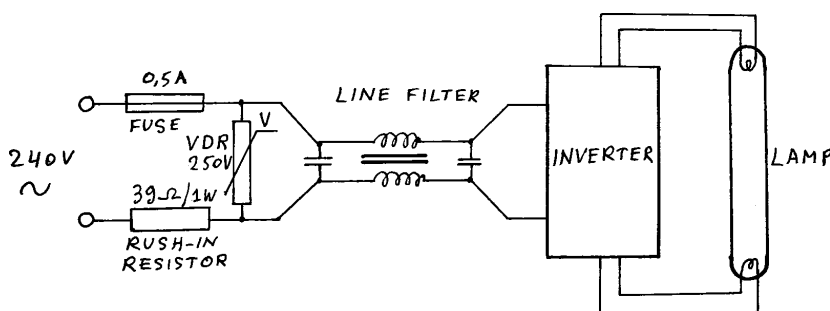 0,5A
FUSE
240V
~
VDR
250V
V
39Ω/1W
RUSH-IN
RESISTOR
LINE FILTER
INVERTER
LAMP